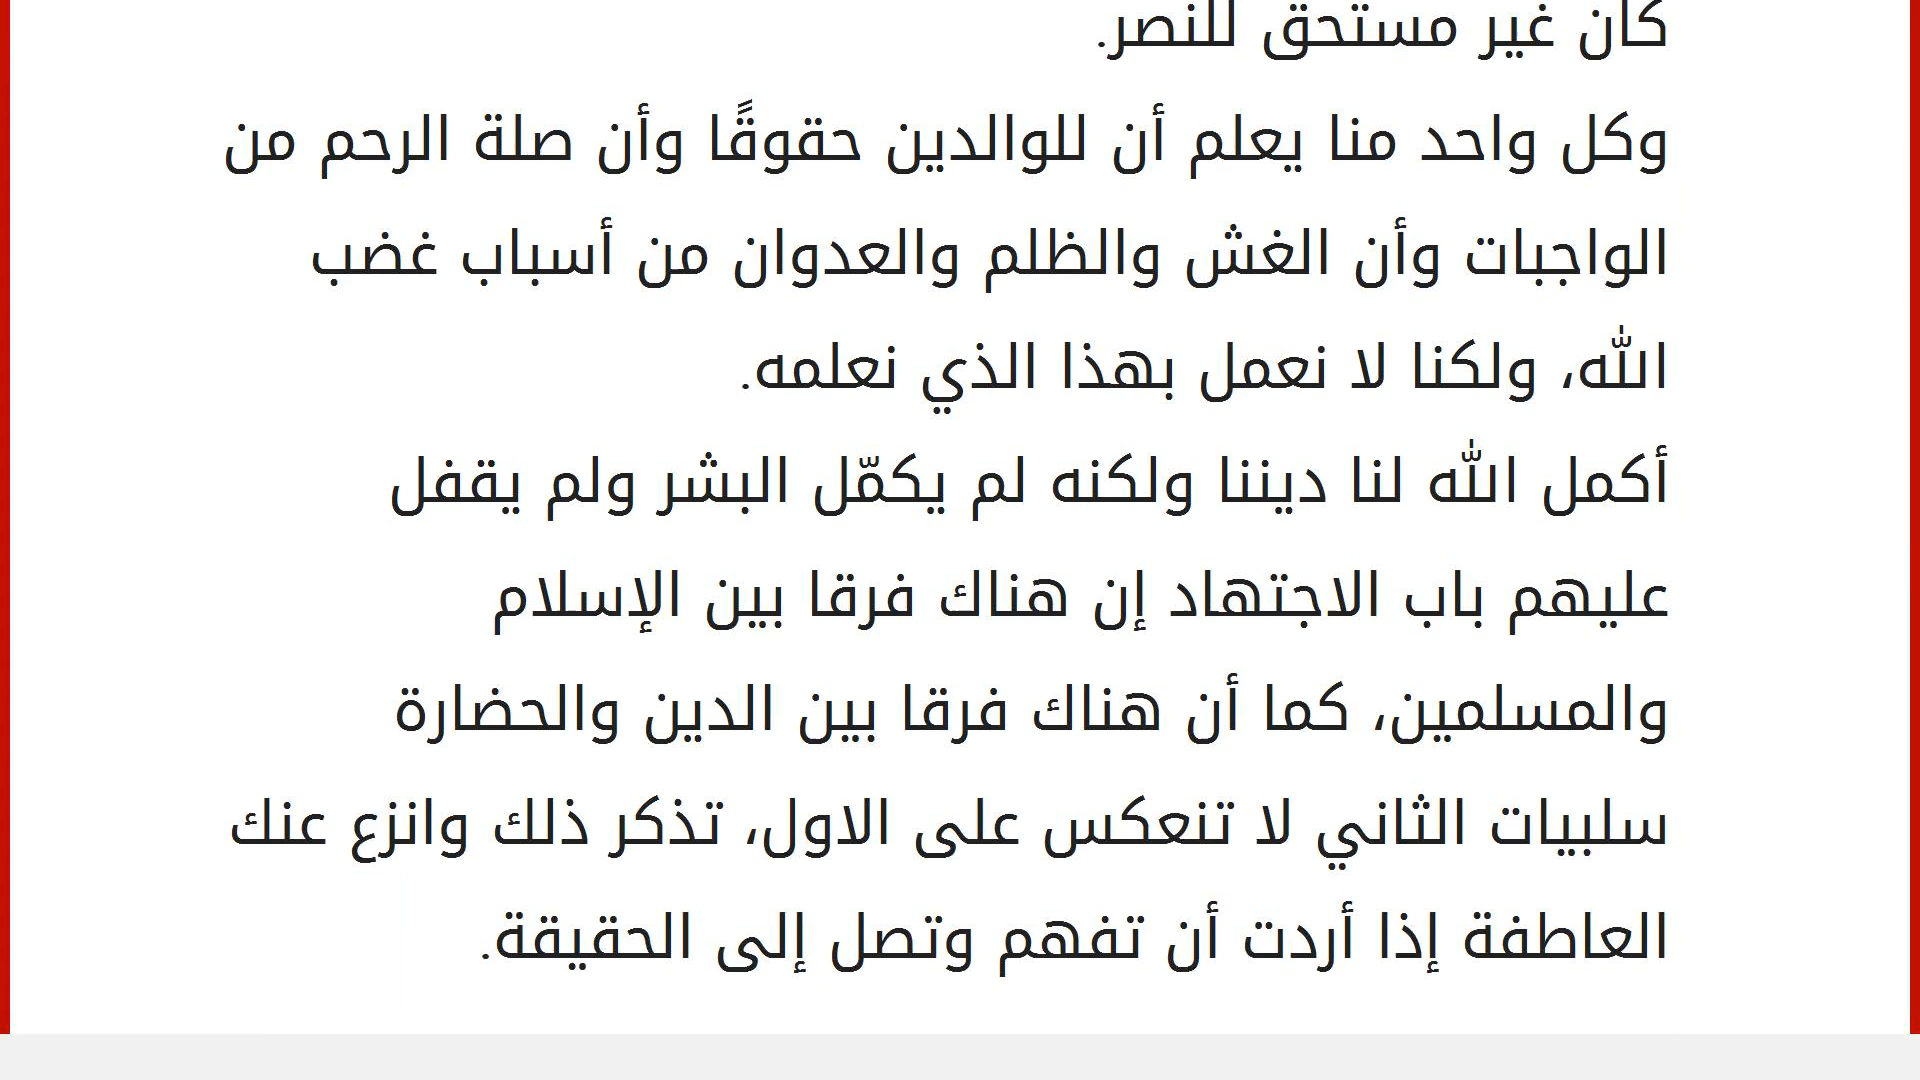 كان غير مستحق للنصر.
وكل واحد منا يعلم أن للوالدين حقوقًا وأن صلة الرحم من
الواجبات وأن الغش والظلم والعدوان من أسباب غضب
الله، ولكنا لا نعمل بهذا الذي نعلمه.
أكمل الله لنا ديننا ولكنه لم يكمّل البشر ولم يقفل
عليهم باب الاجتهاد إن هناك فرقا بين الإسلام
والمسلمين، كما أن هناك فرقا بين الدين والحضارة
سلبيات الثاني لا تنعكس على الاول، تذكر ذلك وانزع عنك
العاطفة إذا أردت أن تفهم وتصل إلى الحقيقة.